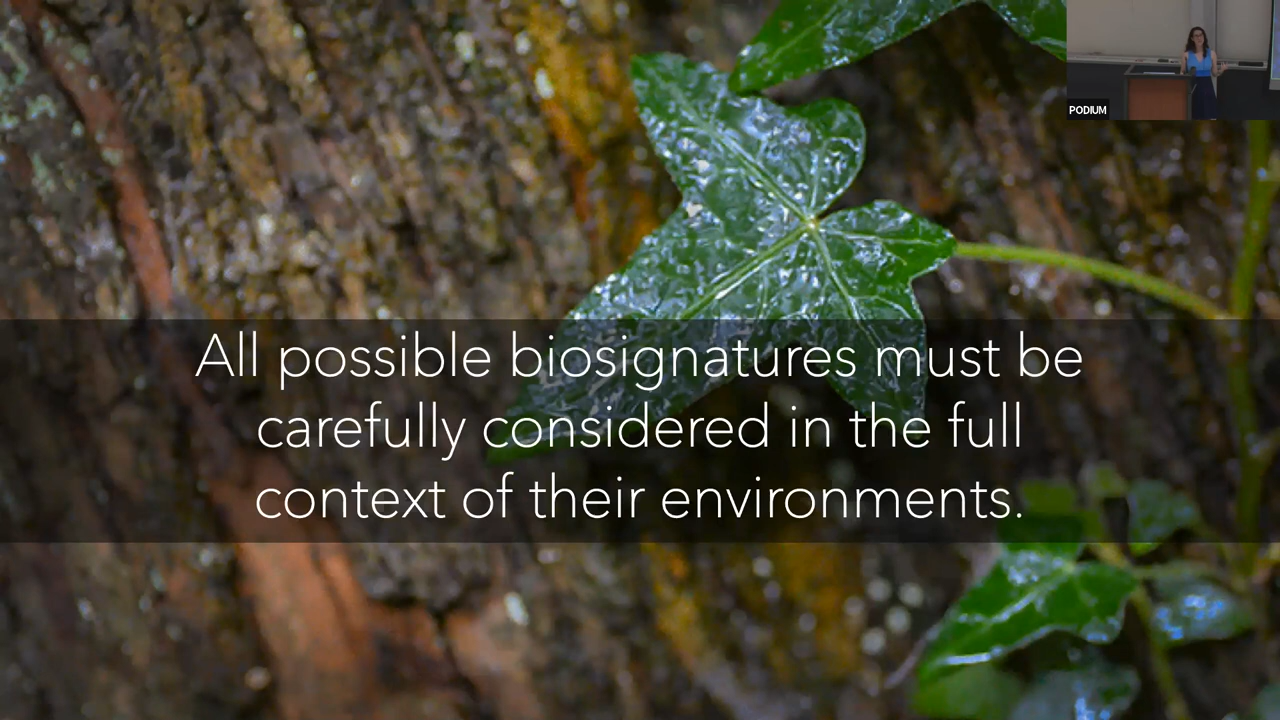 PODIUM
All possible biosignatures must be
carefully considered in the full
context of their environments.